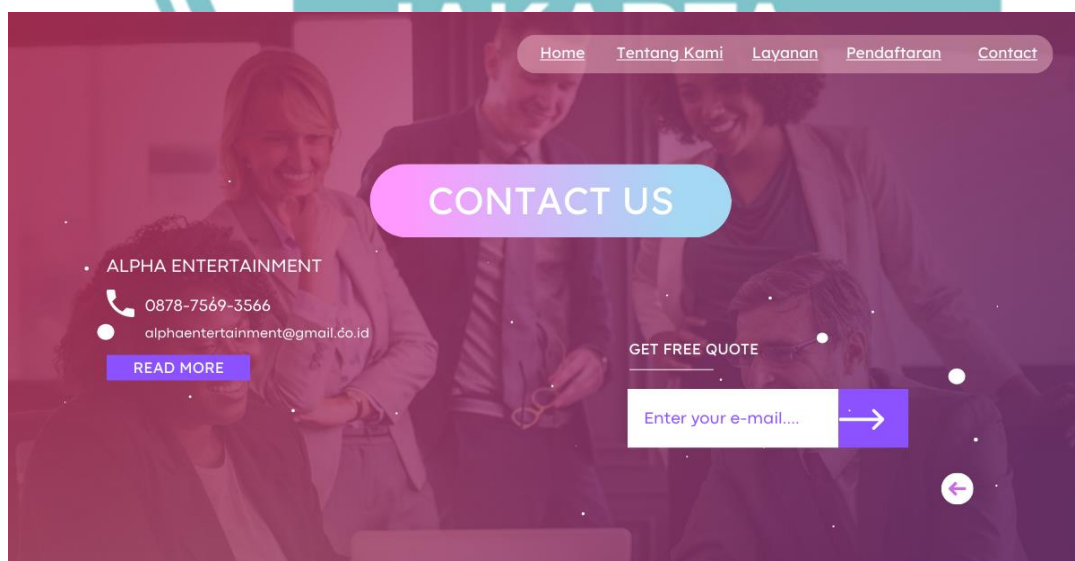 JAKARTA
Home Tentang Kami Layanan Pendaftaran Contact
CONTACT US
ALPHA ENTERTAINMENT
0878-7569-3566
alphaentertainment@gmail.co.id
READ MORE
GET FREE QUOTE
Enter your e-mail....